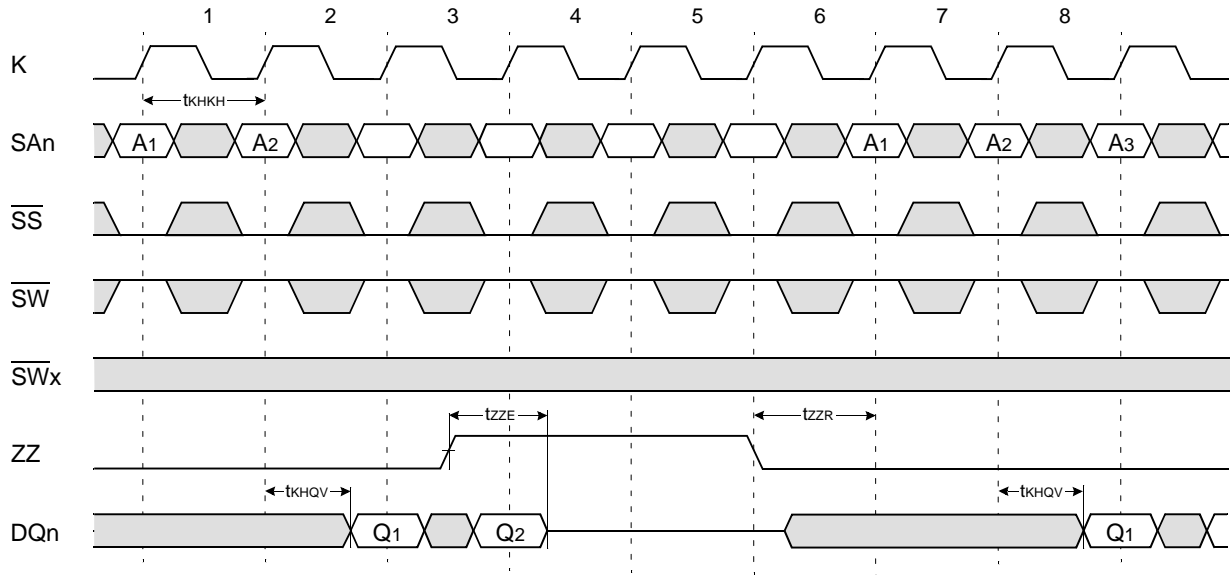 1 2 3 4 5 6 7 8
K
tKHKH
SAn A1 A2 A1 A2 A3
SS
SW
SWx
tZZE tZZR
ZZ
tKHQV tKHQV
DQn Q1 Q2 Q1